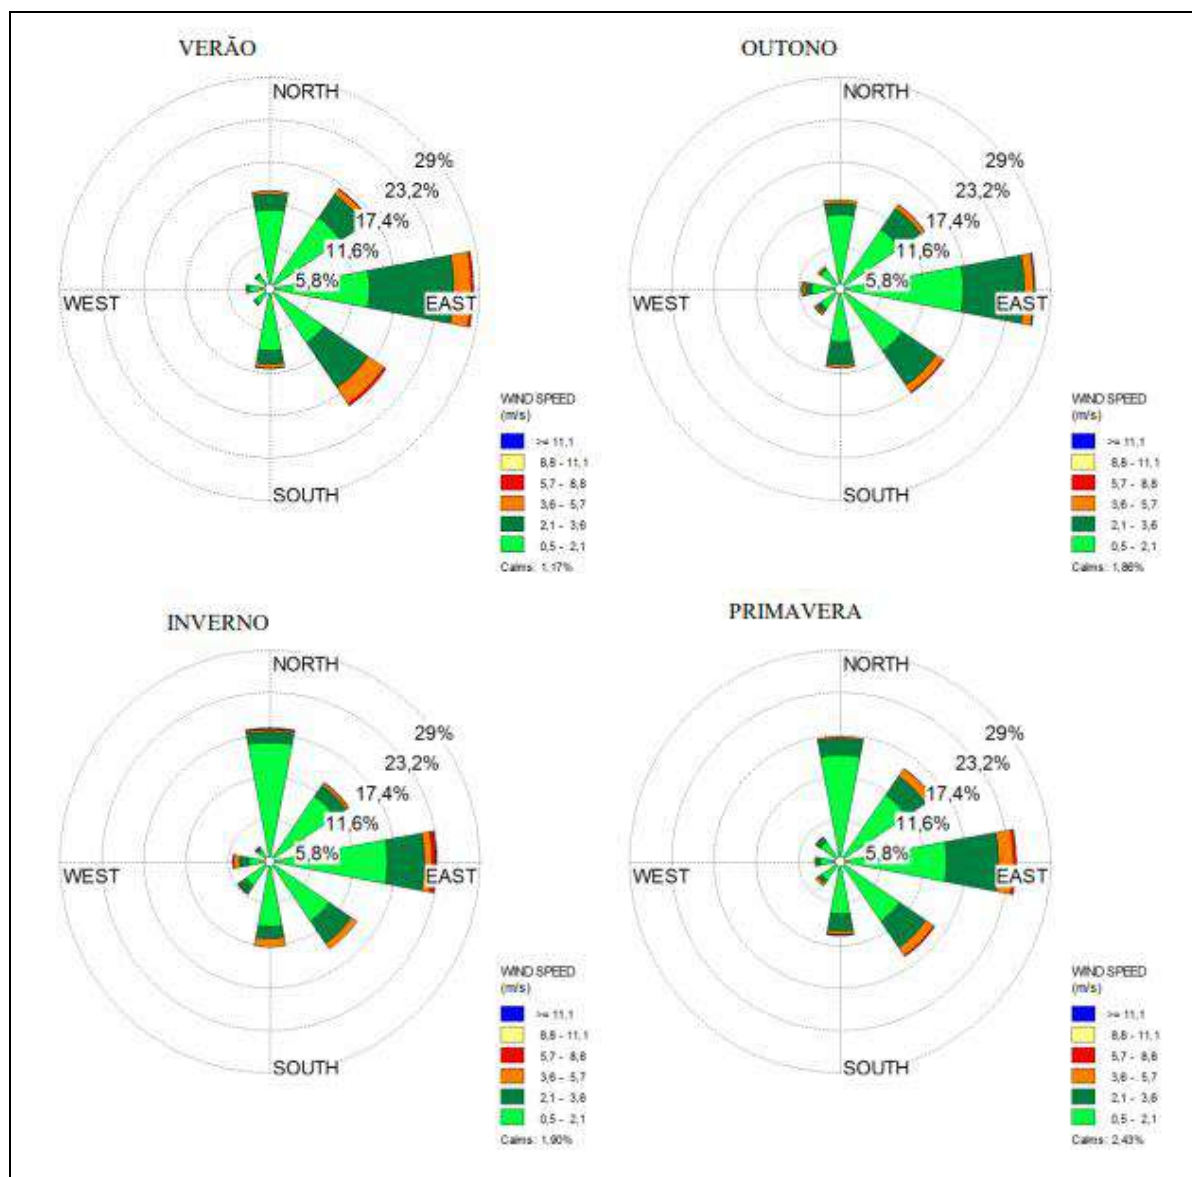 VERÃO
NORTH
29%
23,2%
17,4%
11,6%
5,8%
WEST
EAST
SOUTH
WIND SPEED
(m/s)
>= 11,1
8,8 - 11,1
5,7 - 8,8
3,6 - 5,7
2,1 - 3,6
0,5 - 2,1
Calms: 1,17%
OUTONO
NORTH
29%
23,2%
17,4%
11,6%
5,8%
WEST
EAST
SOUTH
WIND SPEED
(m/s)
>= 11,1
8,8 - 11,1
5,7 - 8,8
3,6 - 5,7
2,1 - 3,6
0,5 - 2,1
Calms: 1,86%
INVERNO
NORTH
29%
23,2%
17,4%
11,6%
5,8%
WEST
EAST
SOUTH
WIND SPEED
(m/s)
>= 11,1
8,8 - 11,1
5,7 - 8,8
3,6 - 5,7
2,1 - 3,6
0,5 - 2,1
Calms: 1,90%
PRIMAVERA
NORTH
29%
23,2%
17,4%
11,6%
5,8%
WEST
EAST
SOUTH
WIND SPEED
(m/s)
>= 11,1
8,8 - 11,1
5,7 - 8,8
3,6 - 5,7
2,1 - 3,6
0,5 - 2,1
Calms: 2,43%